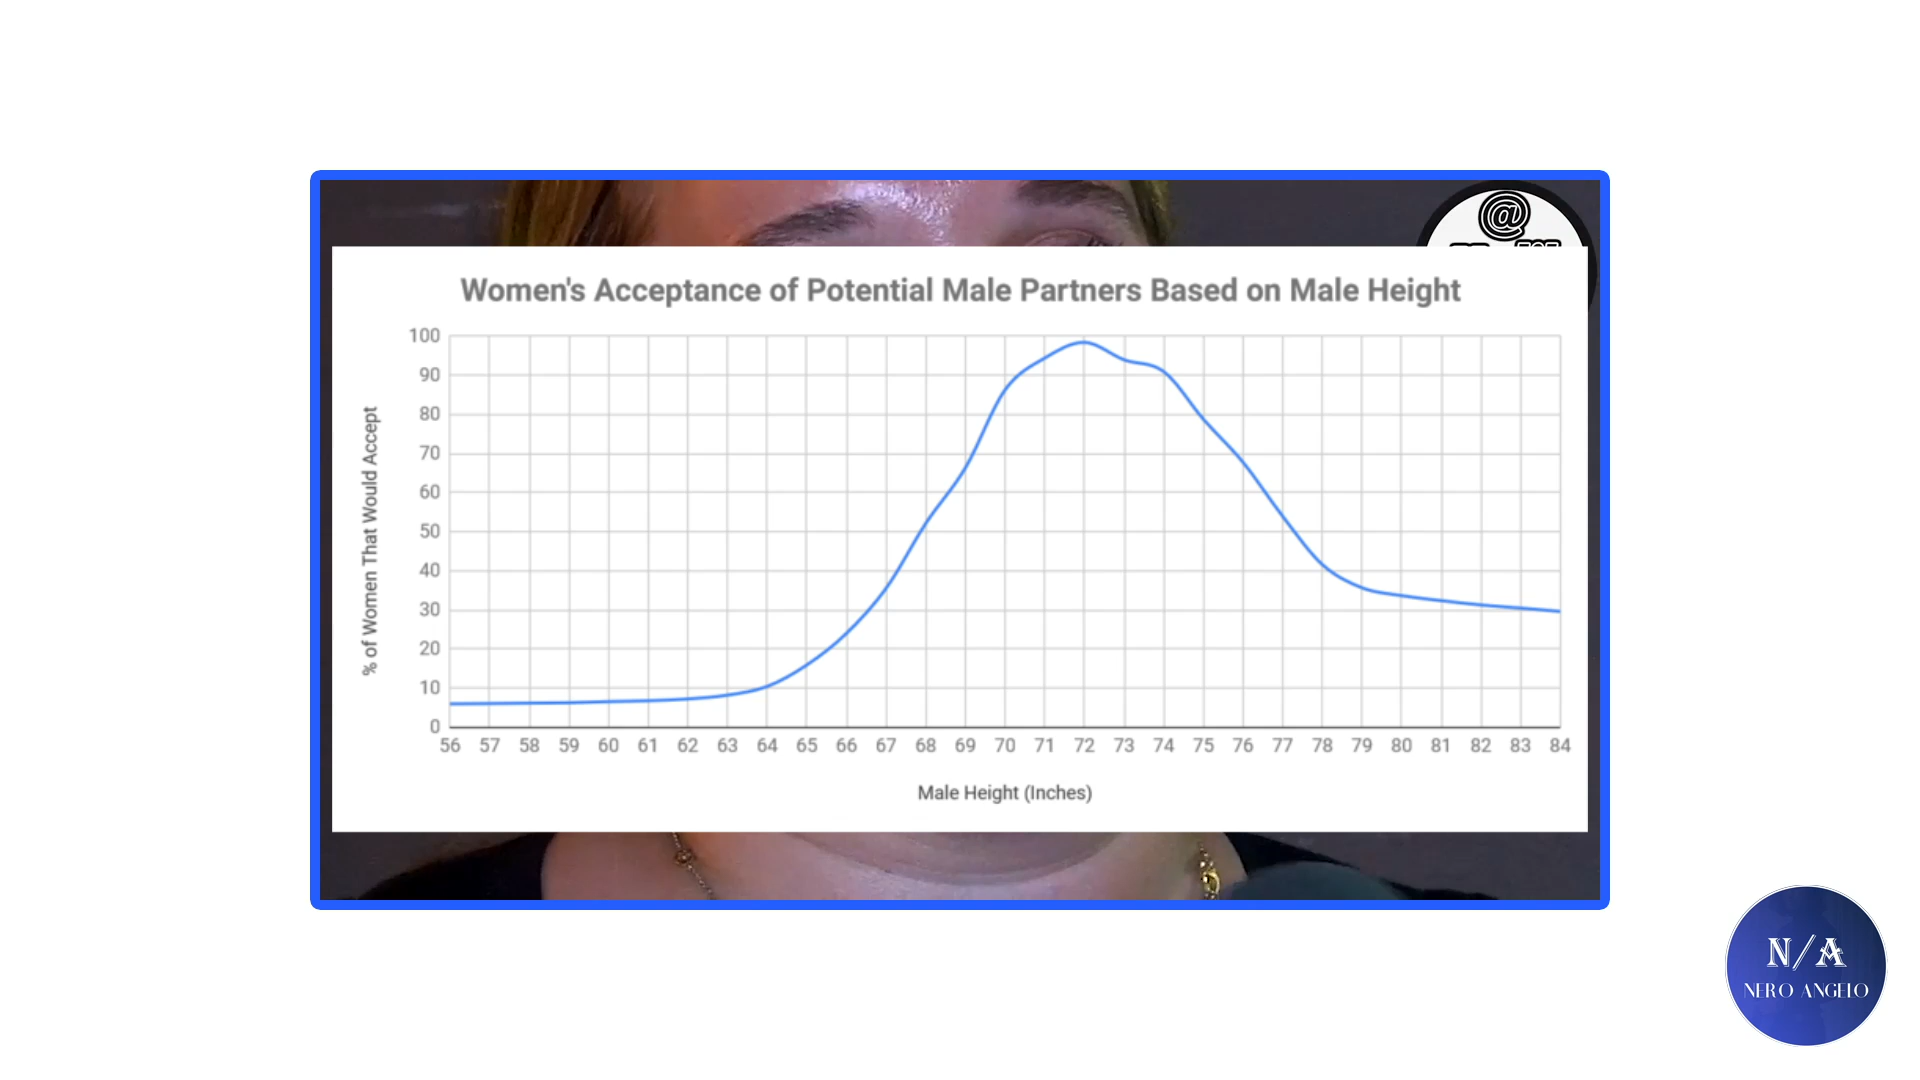 @
Women's Acceptance of Potential Male Partners Based on Male Height
% of Women That Would Accept
100
90
80
70
60
50
40
30
20
10
0
56 57 58 59 60 61 62 63 64 65 66 67 68 69 70 71 72 73 74 75 76 77 78 79 80 81 82 83 84
Male Height (Inches)
N/A
NERO ANGELO